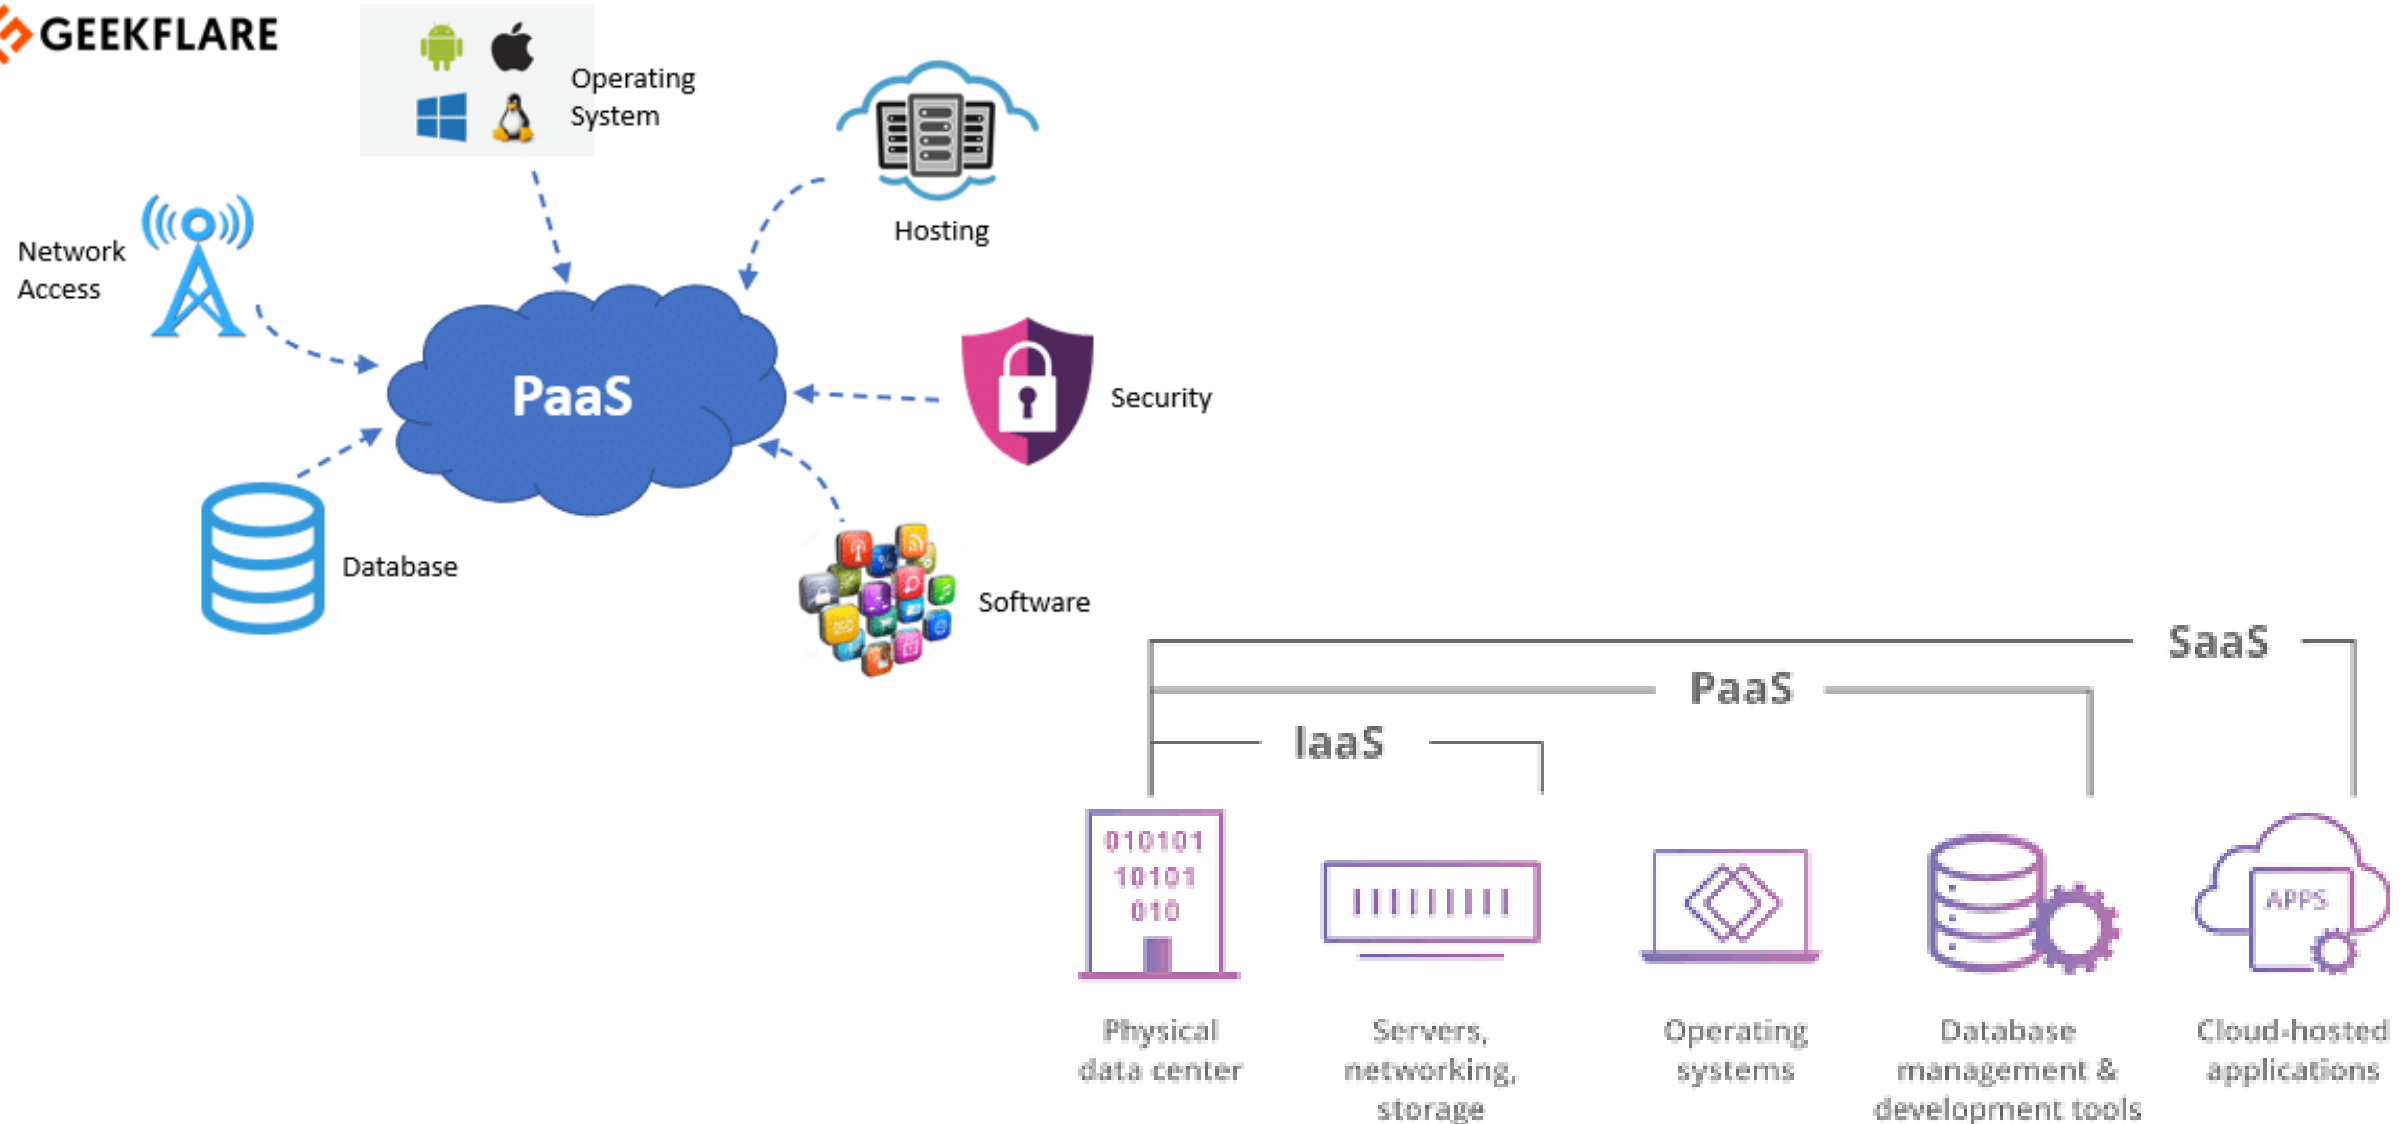 GEEKFLARE
Operating
System
Hosting
Network
Access
PaaS
Security
Database
Software
SaaS
PaaS
IaaS
010101
10101
010
APPS
Physical
data center
Servers,
networking,
storage
Operating
systems
Database
management &
development tools
Cloud-hosted
applications